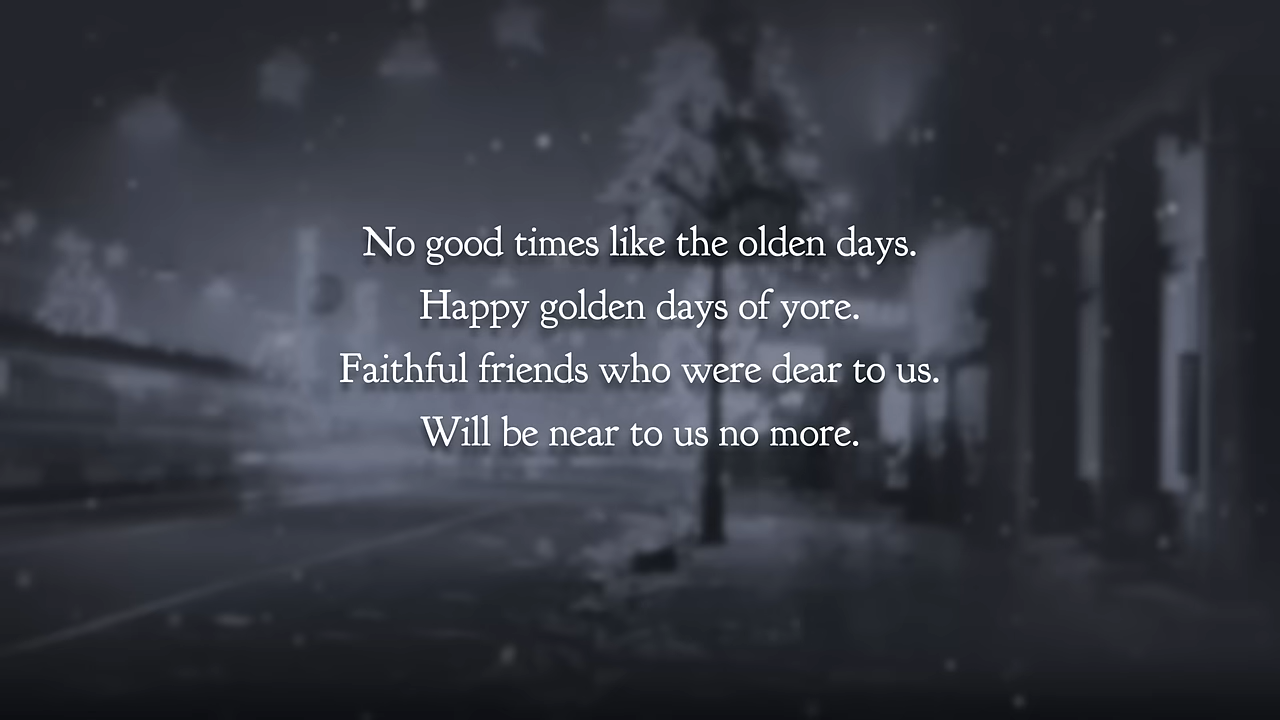 No good times like the olden days.
Happy golden days of yore.
Faithful friends who were dear to us.
Will be near to us no more.